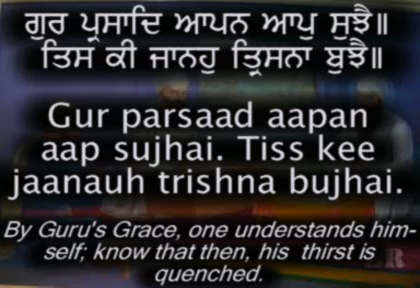 ਗੁਰ ਪ੍ਰਸਾਦਿ ਆਪਨ ਆਪੁ ਸੁਝੈ॥
ਤਿਸ ਕੀ ਜਾਨਹੁ ਤ੍ਰਿਸਨਾ ਬੁਝੈ॥
Gur parsaad aapan
aap sujhai. Tiss kee
jaanauh trishna bujhai.
By Guru's Grace, one understands him-
self; know that then, his thirst is
quenched.